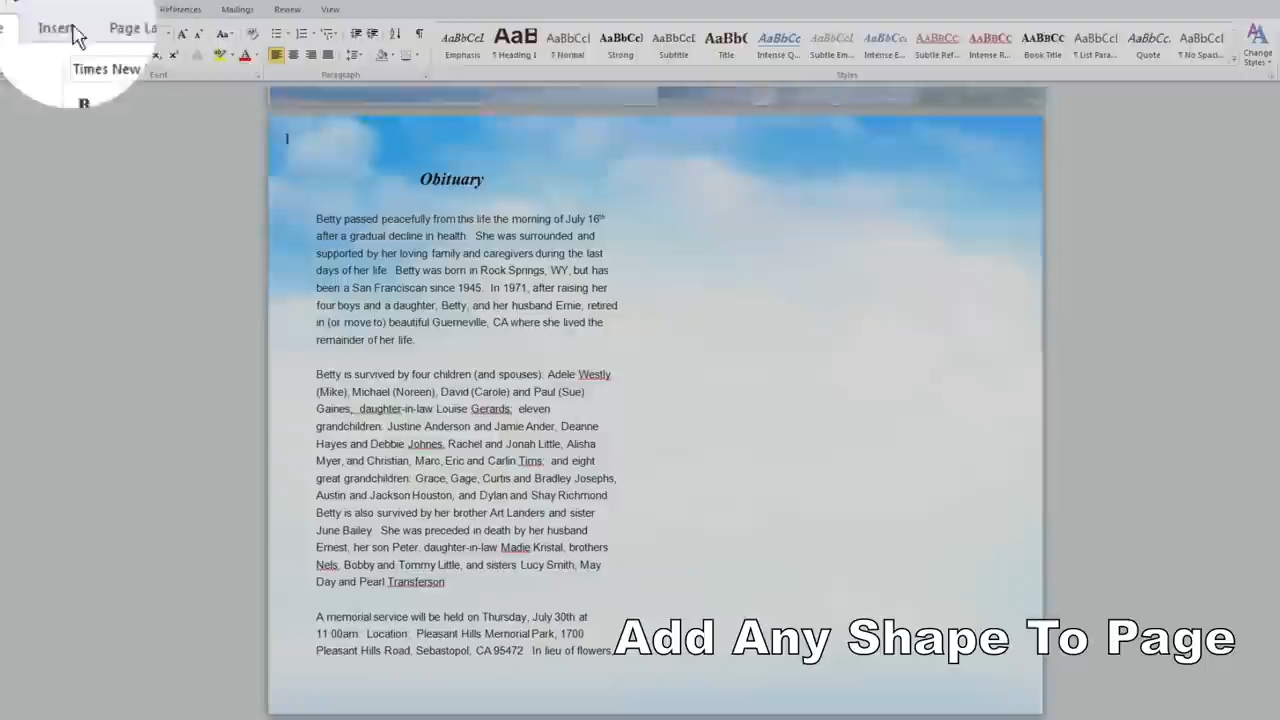 References Mailings Review View
Insert Page La
Times New
B
Font Paragraph Styles
AaBbCcl AaB AaBbCcI AaBbCcl AaBbCcI AaBbC AaBbCcI AaBbCcI AaBbCcI AaBbCcI AaBbCcI AaBbCcI AaBbCcI AaBbCc. AaBbCcI
Emphasis ¶ Heading 1 ¶ Normal Strong Subtitle Title Intense Q... Subtle Em... Intense E... Subtle Ref... Intense R... Book Title ¶ List Para... Quote ¶ No Spaci...
Change
Styles
Obituary
Betty passed peacefully from this life the morning of July 16th
after a gradual decline in health. She was surrounded and
supported by her loving family and caregivers during the last
days of her life. Betty was born in Rock Springs, WY, but has
been a San Franciscan since 1945. In 1971, after raising her
four boys and a daughter, Betty, and her husband Ernie, retired
in (or move to) beautiful Guerneville, CA where she lived the
remainder of her life.
Betty is survived by four children (and spouses): Adele Westly
(Mike), Michael (Noreen), David (Carole) and Paul (Sue)
Gaines, daughter-in-law Louise Gerards; eleven
grandchildren: Justine Anderson and Jamie Ander, Deanne
Hayes and Debbie Johnes, Rachel and Jonah Little, Alisha
Myer, and Christian, Marc, Eric and Carlin Tims; and eight
great grandchildren: Grace, Gage, Curtis and Bradley Josephs,
Austin and Jackson Houston, and Dylan and Shay Richmond
Betty is also survived by her brother Art Landers and sister
June Bailey. She was preceded in death by her husband
Ernest, her son Peter, daughter-in-law Madie Kristal, brothers
Nels, Bobby and Tommy Little, and sisters Lucy Smith, May
Day and Pearl Transferson
A memorial service will be held on Thursday, July 30th at
11:00am. Location: Pleasant Hills Memorial Park, 1700
Pleasant Hills Road, Sebastopol, CA 95472 In lieu of flowers,
Add Any Shape To Page